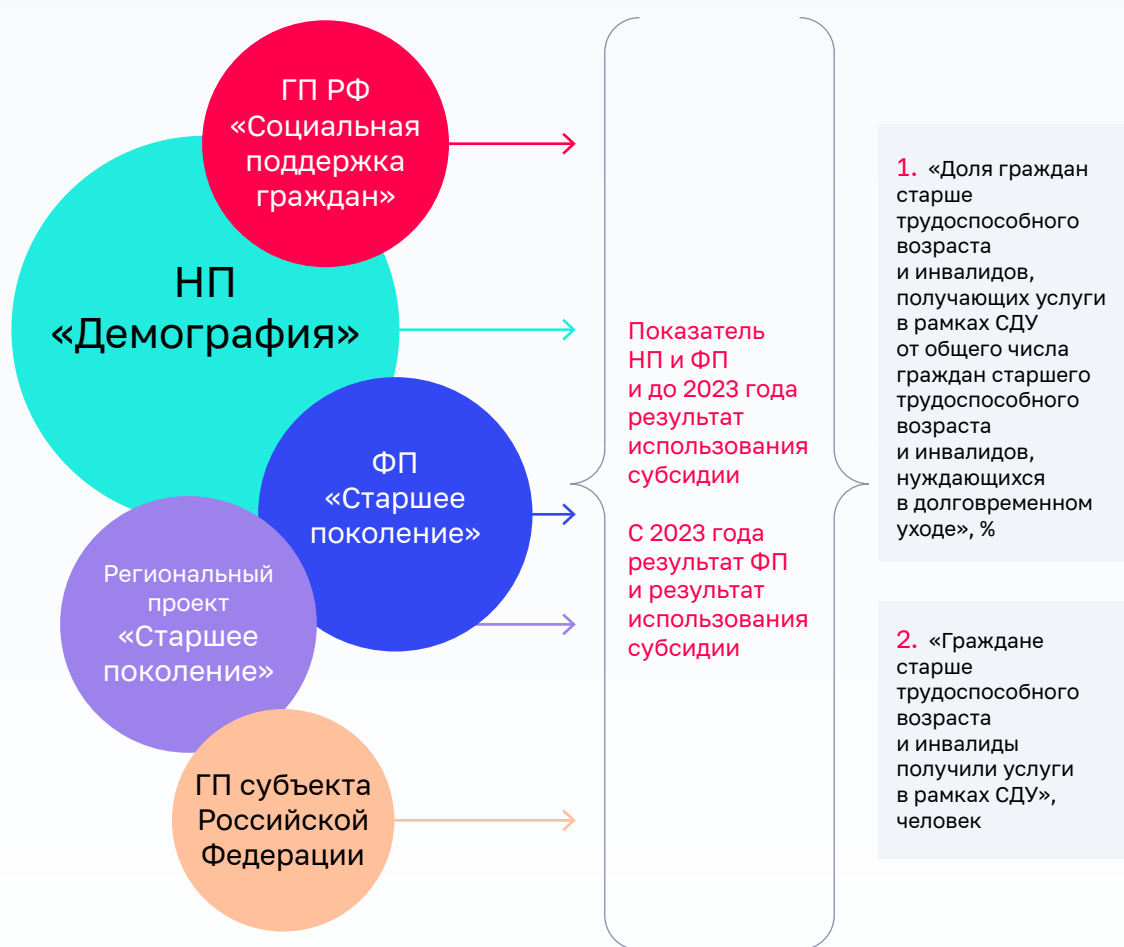 ГП РФ
«Социальная
поддержка
граждан»
НП
«Демография»
ФП
«Старшее
поколение»
Региональный
проект
«Старшее
поколение»
ГП субъекта
Российской
Федерации
Показатель
НП и ФП
и до 2023 года
результат
использования
субсидии
С 2023 года
результат ФП
и результат
использования
субсидии
1. «Доля граждан
старше
трудоспособного
возраста
и инвалидов,
получающих услуги
в рамках СДУ
от общего числа
граждан старшего
трудоспособного
возраста
и инвалидов,
нуждающихся
в долговременном
уходе», %
2. «Граждане
старше
трудоспособного
возраста
и инвалиды
получили услуги
в рамках СДУ»,
человек